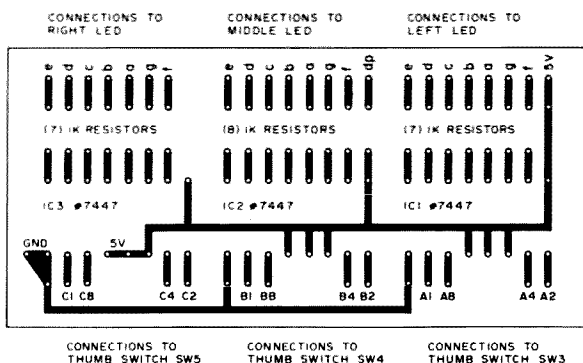 CONNECTIONS TO RIGHT LED
CONNECTIONS TO MIDDLE LED
CONNECTIONS TO LEFT LED
e d c b a g f
e d c b a g f dp
e d c b a g f 5V
(7) 1K RESISTORS
(8) 1K RESISTORS
(7) 1K RESISTORS
IC3 #7447
IC2 #7447
IC1 #7447
GND
5V
C1 C8 C4 C2
B1 B8 B4 B2
A1 A8 A4 A2
CONNECTIONS TO THUMB SWITCH SW5
CONNECTIONS TO THUMB SWITCH SW4
CONNECTIONS TO THUMB SWITCH SW3